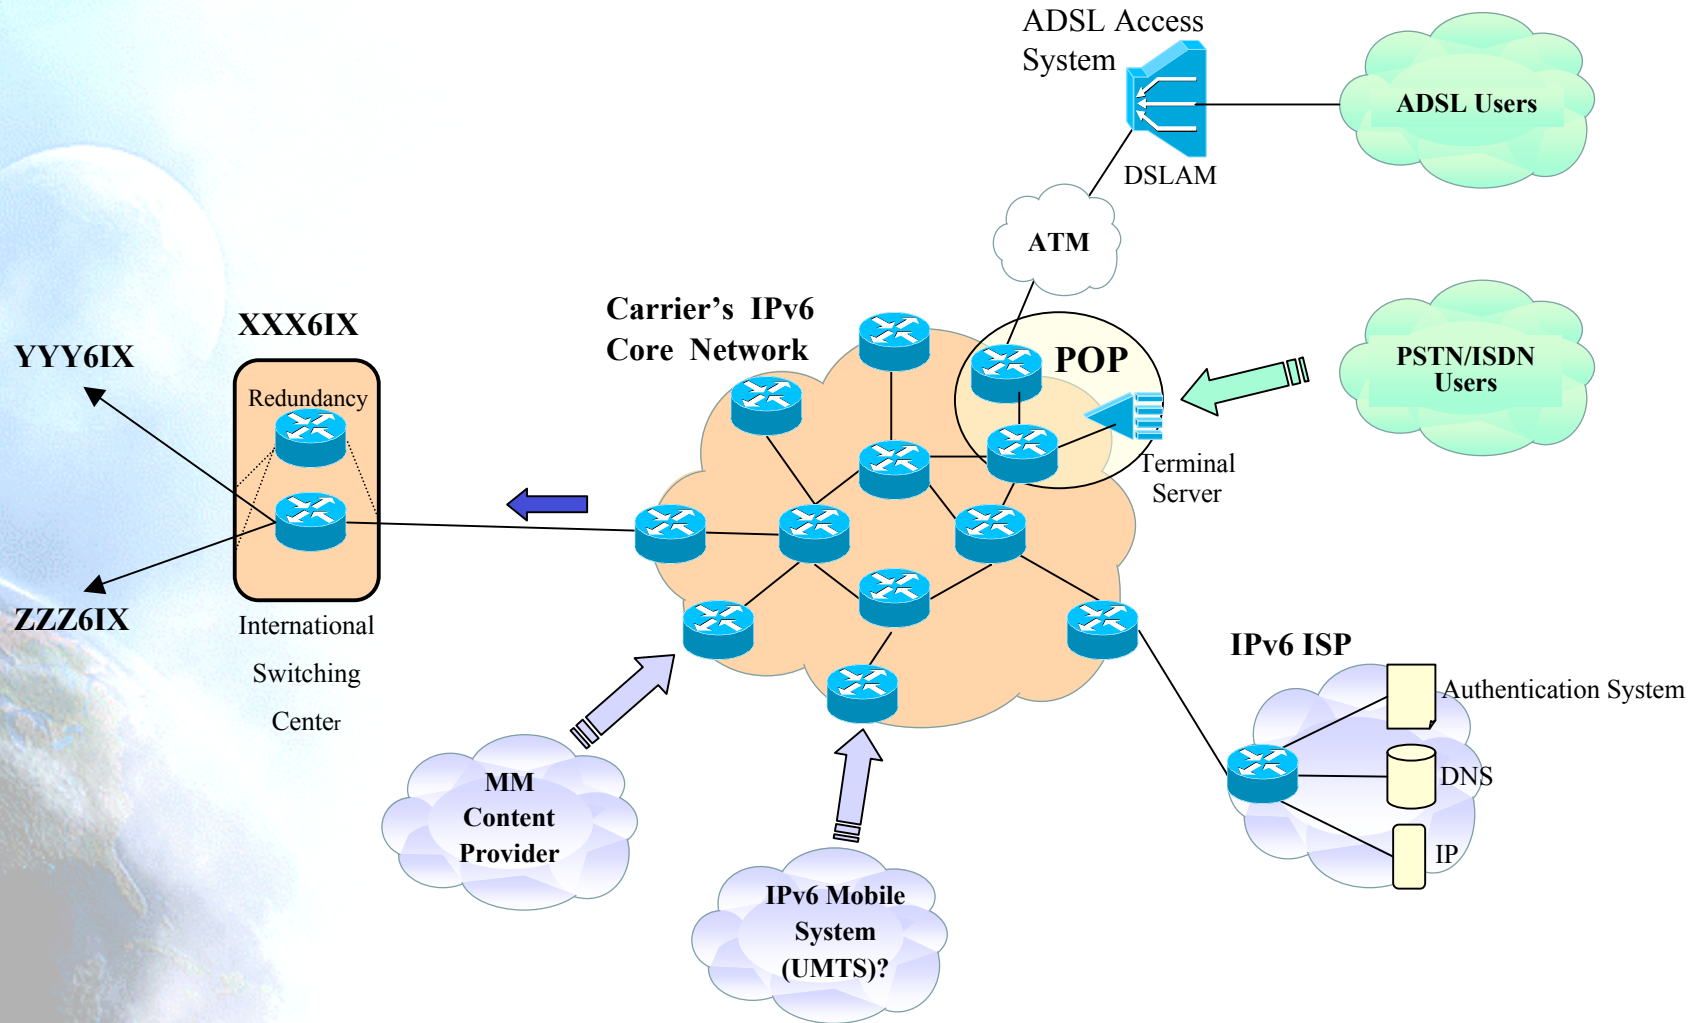 ADSL Access
System
ADSL Users
DSLAM
ATM
Carrier’s IPv6
Core Network
POP
PSTN/ISDN
Users
XXX6IX
YYY6IX
Redundancy
Terminal
Server
ZZZ6IX
International
Switching
Center
IPv6 ISP
Authentication System
DNS
IP
MM
Content
Provider
IPv6 Mobile
System
(UMTS)?